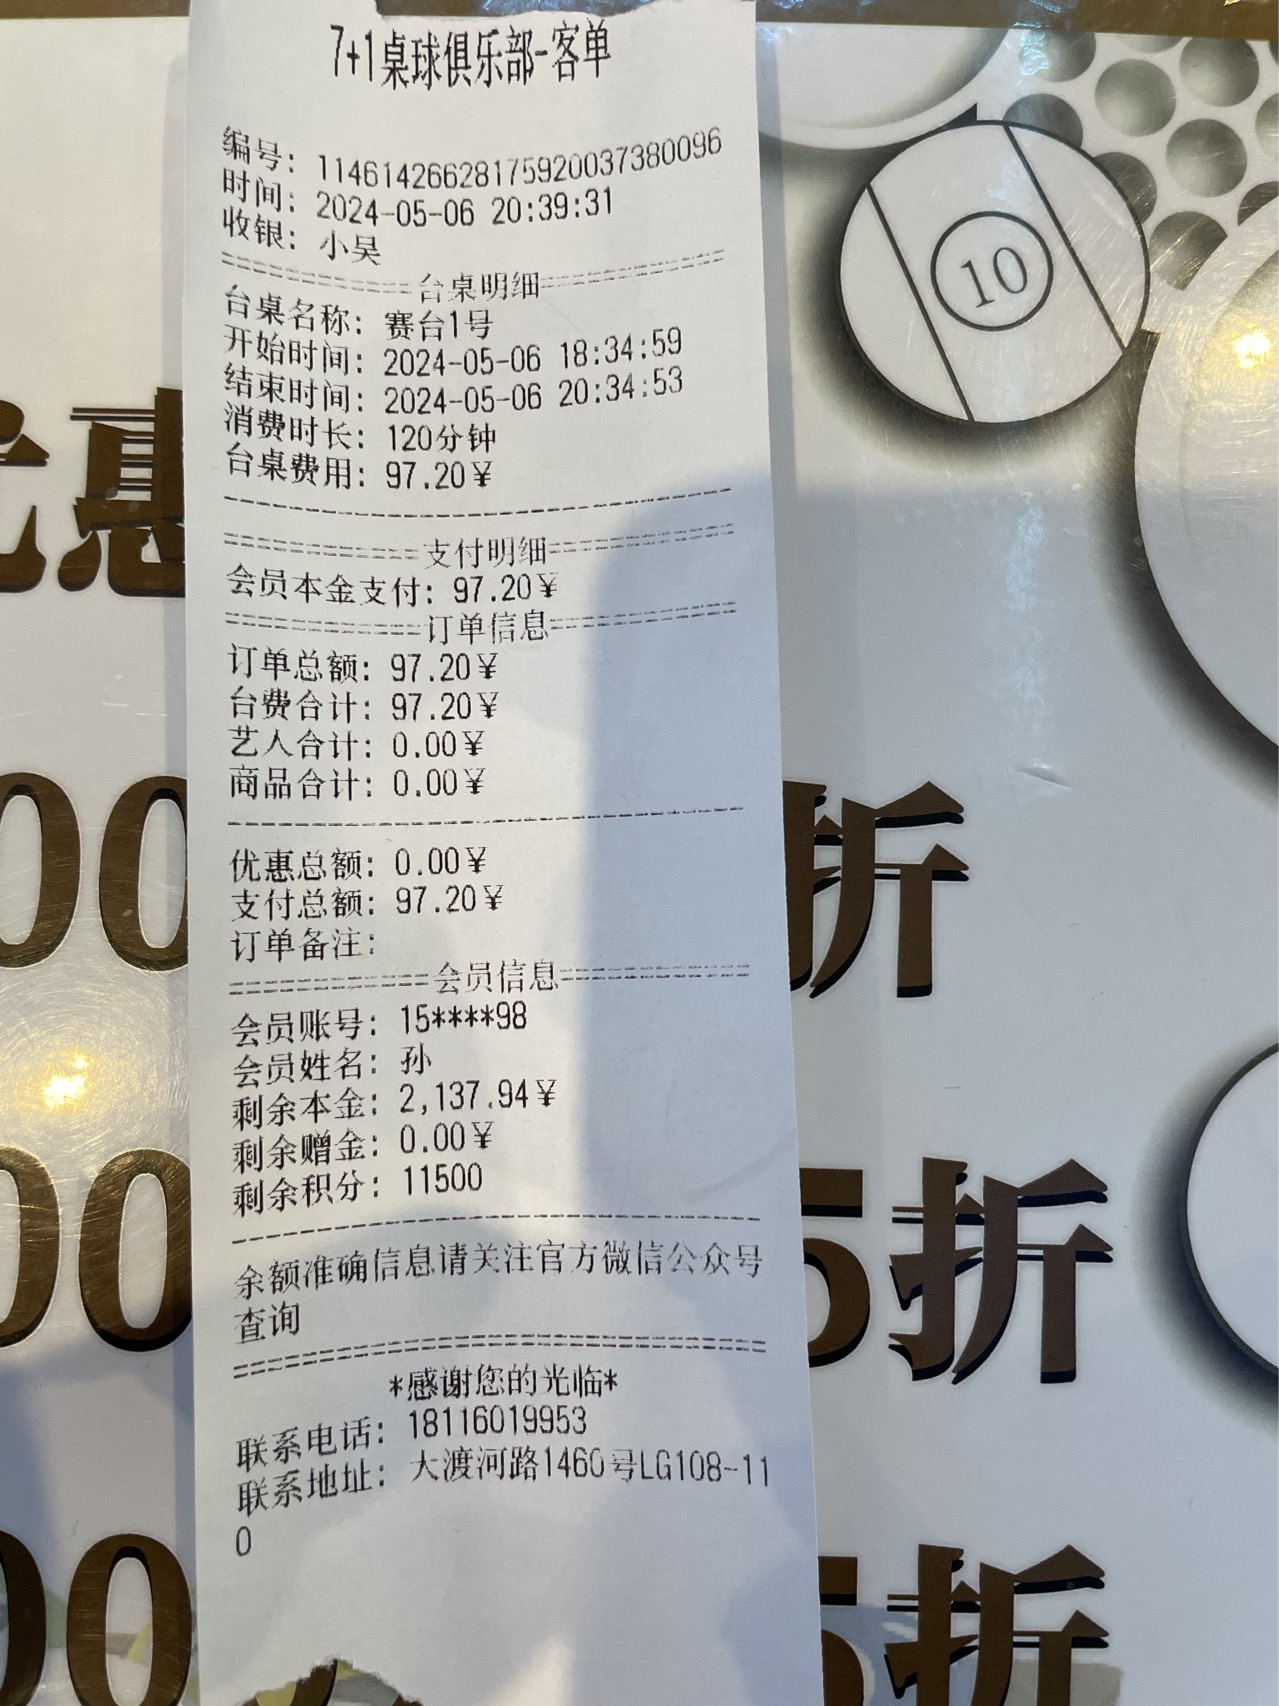 7+1桌球俱乐部-客单
编号: 1146142662817592003738​0096
时间: 2024-05-06 20:39:31
收银: 小吴
============台桌明细============
台桌名称: 赛台1号
开始时间: 2024-05-06 18:34:59
结束时间: 2024-05-06 20:34:53
消费时长: 120分钟
台桌费用: 97.20¥
============支付明细============
会员本金支付: 97.20¥
============订单信息============
订单总额: 97.20¥
台费合计: 97.20¥
艺人合计: 0.00¥
商品合计: 0.00¥
优惠总额: 0.00¥
支付总额: 97.20¥
订单备注:
============会员信息============
会员账号: 15****98
会员姓名: 孙
剩余本金: 2,137.94¥
剩余赠金: 0.00¥
剩余积分: 11500
余额准确信息请关注官方微信公众号
查询
*感谢您的光临*
联系电话: 18116019953
联系地址: 大渡河路1460号LG108-11
0
10
惠
00
折
00
5折
00
5折